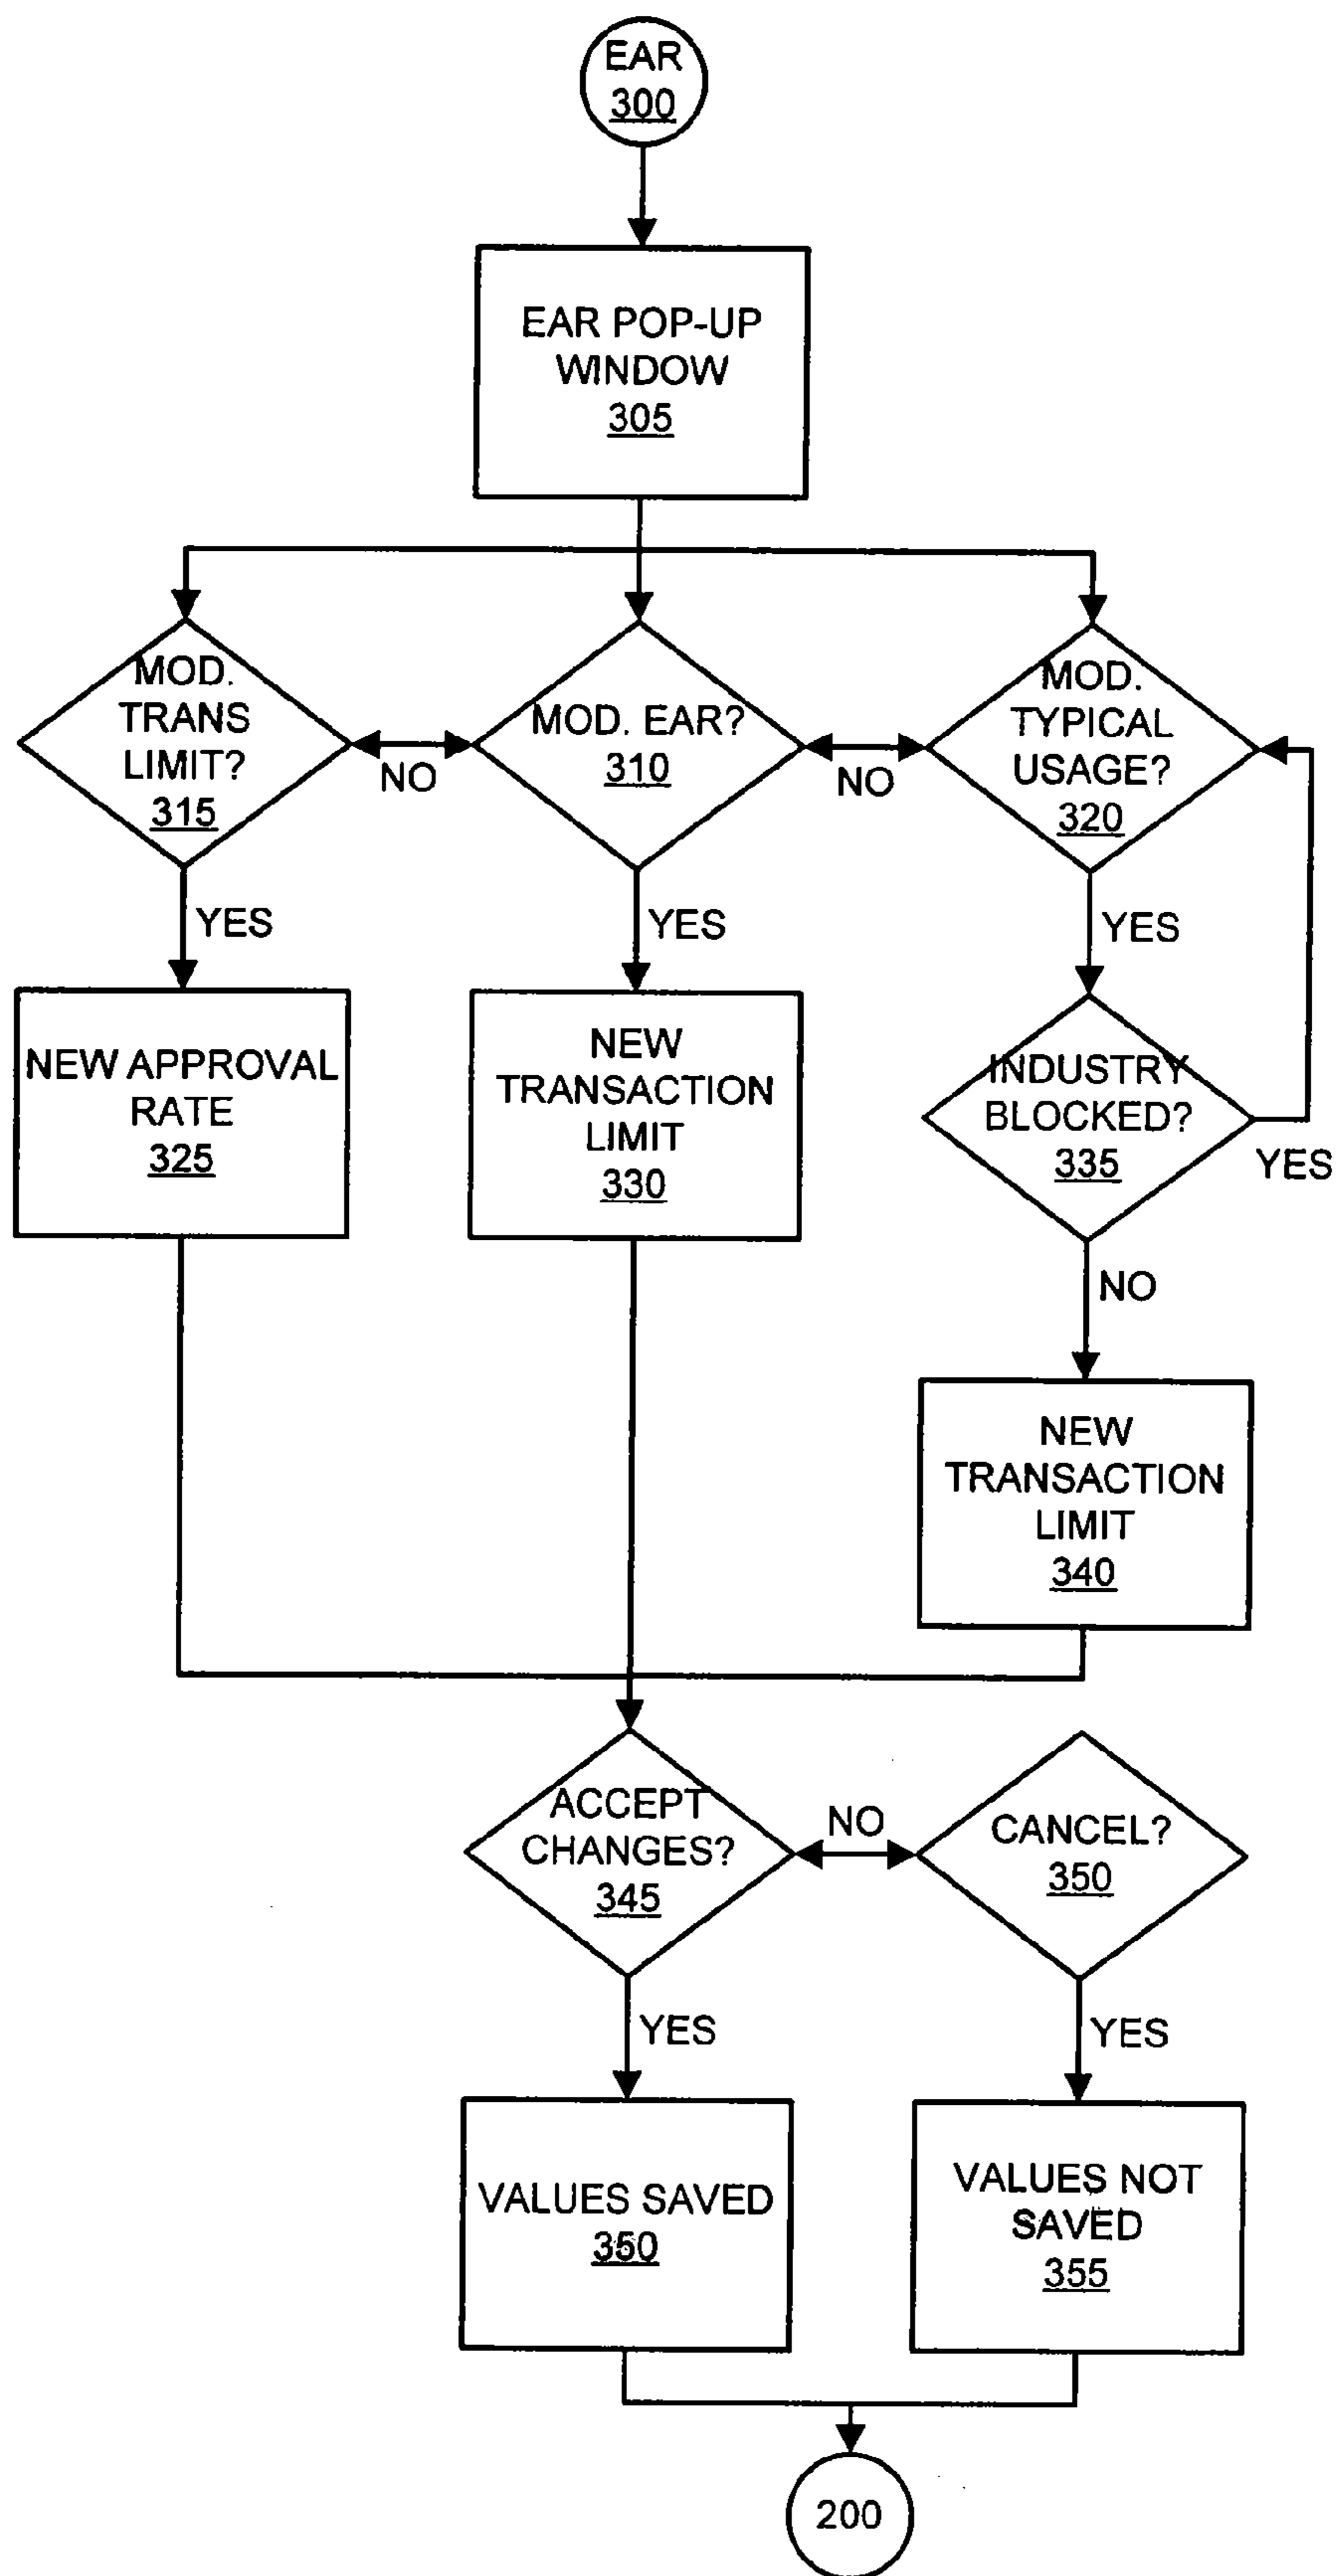 EAR
300
EAR POP-UP
WINDOW
305
MOD.
TRANS
LIMIT?
315
NO
MOD. EAR?
310
NO
MOD.
TYPICAL
USAGE?
320
YES
YES
YES
NEW APPROVAL
RATE
325
NEW
TRANSACTION
LIMIT
330
INDUSTRY
BLOCKED?
335
YES
NO
NEW
TRANSACTION
LIMIT
340
ACCEPT
CHANGES?
345
NO
CANCEL?
350
YES
YES
VALUES SAVED
350
VALUES NOT
SAVED
355
200